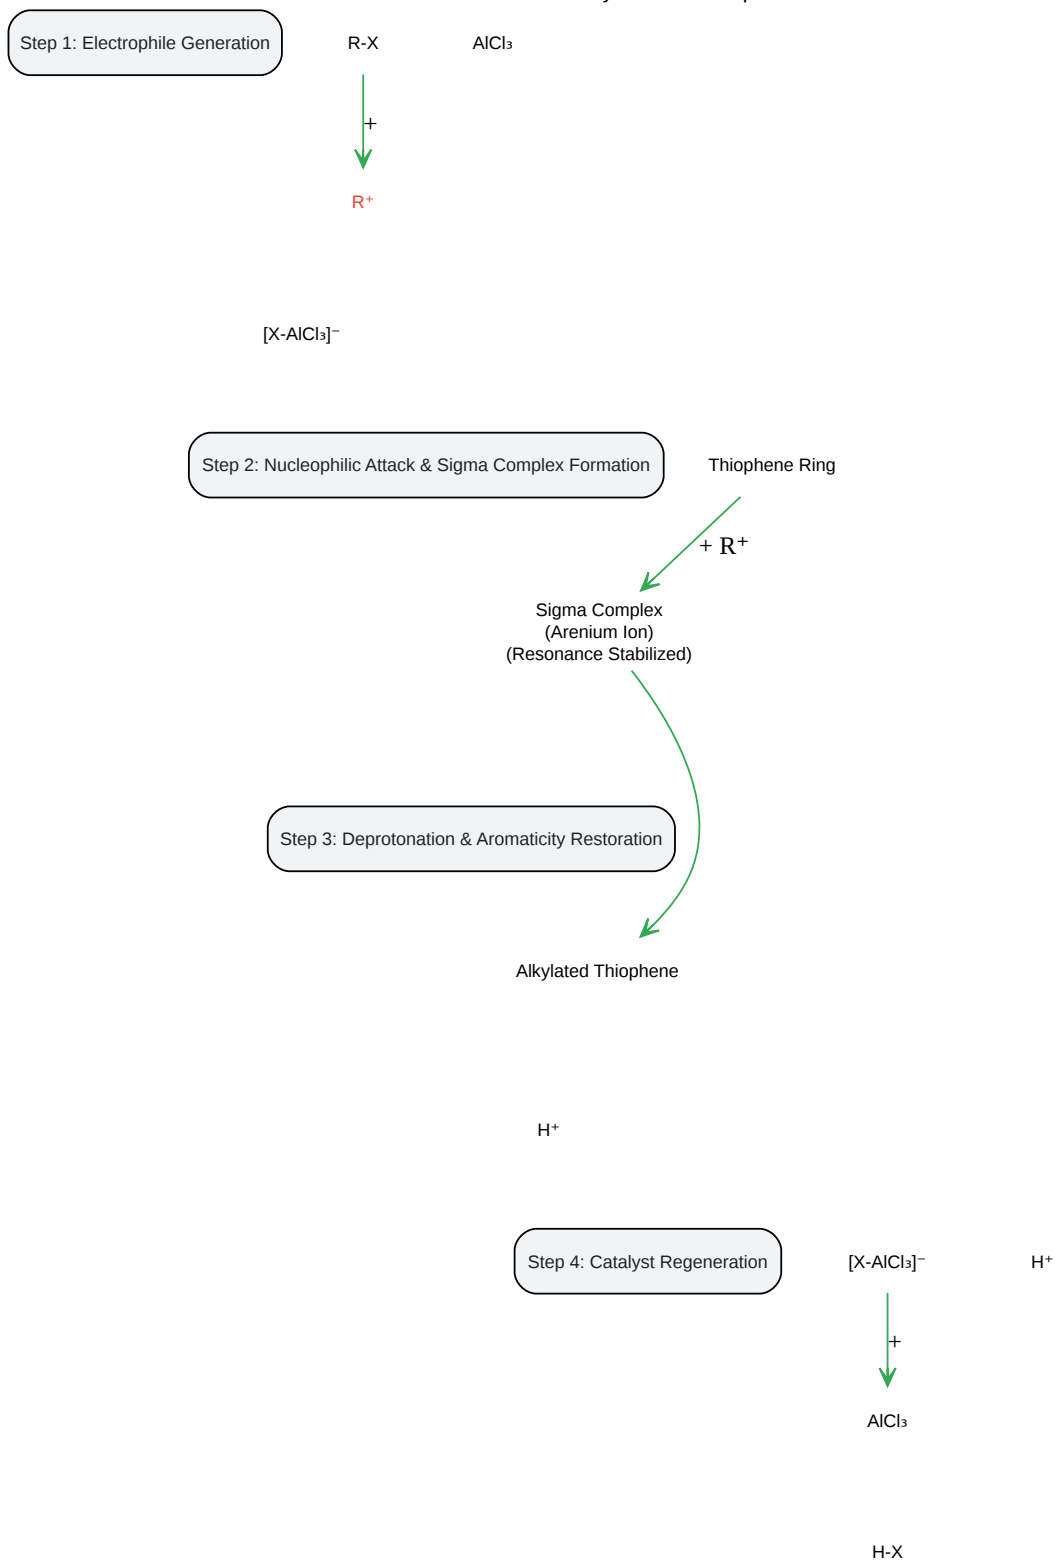 Step 1: Electrophile Generation
R-X
AlCl₃
+
R⁺
[X-AlCl₃]⁻
Step 2: Nucleophilic Attack & Sigma Complex Formation
Thiophene Ring
+ R⁺
Sigma Complex
(Arenium Ion)
(Resonance Stabilized)
Step 3: Deprotonation & Aromaticity Restoration
Alkylated Thiophene
H⁺
Step 4: Catalyst Regeneration
[X-AlCl₃]⁻
H⁺
+
AlCl₃
H-X